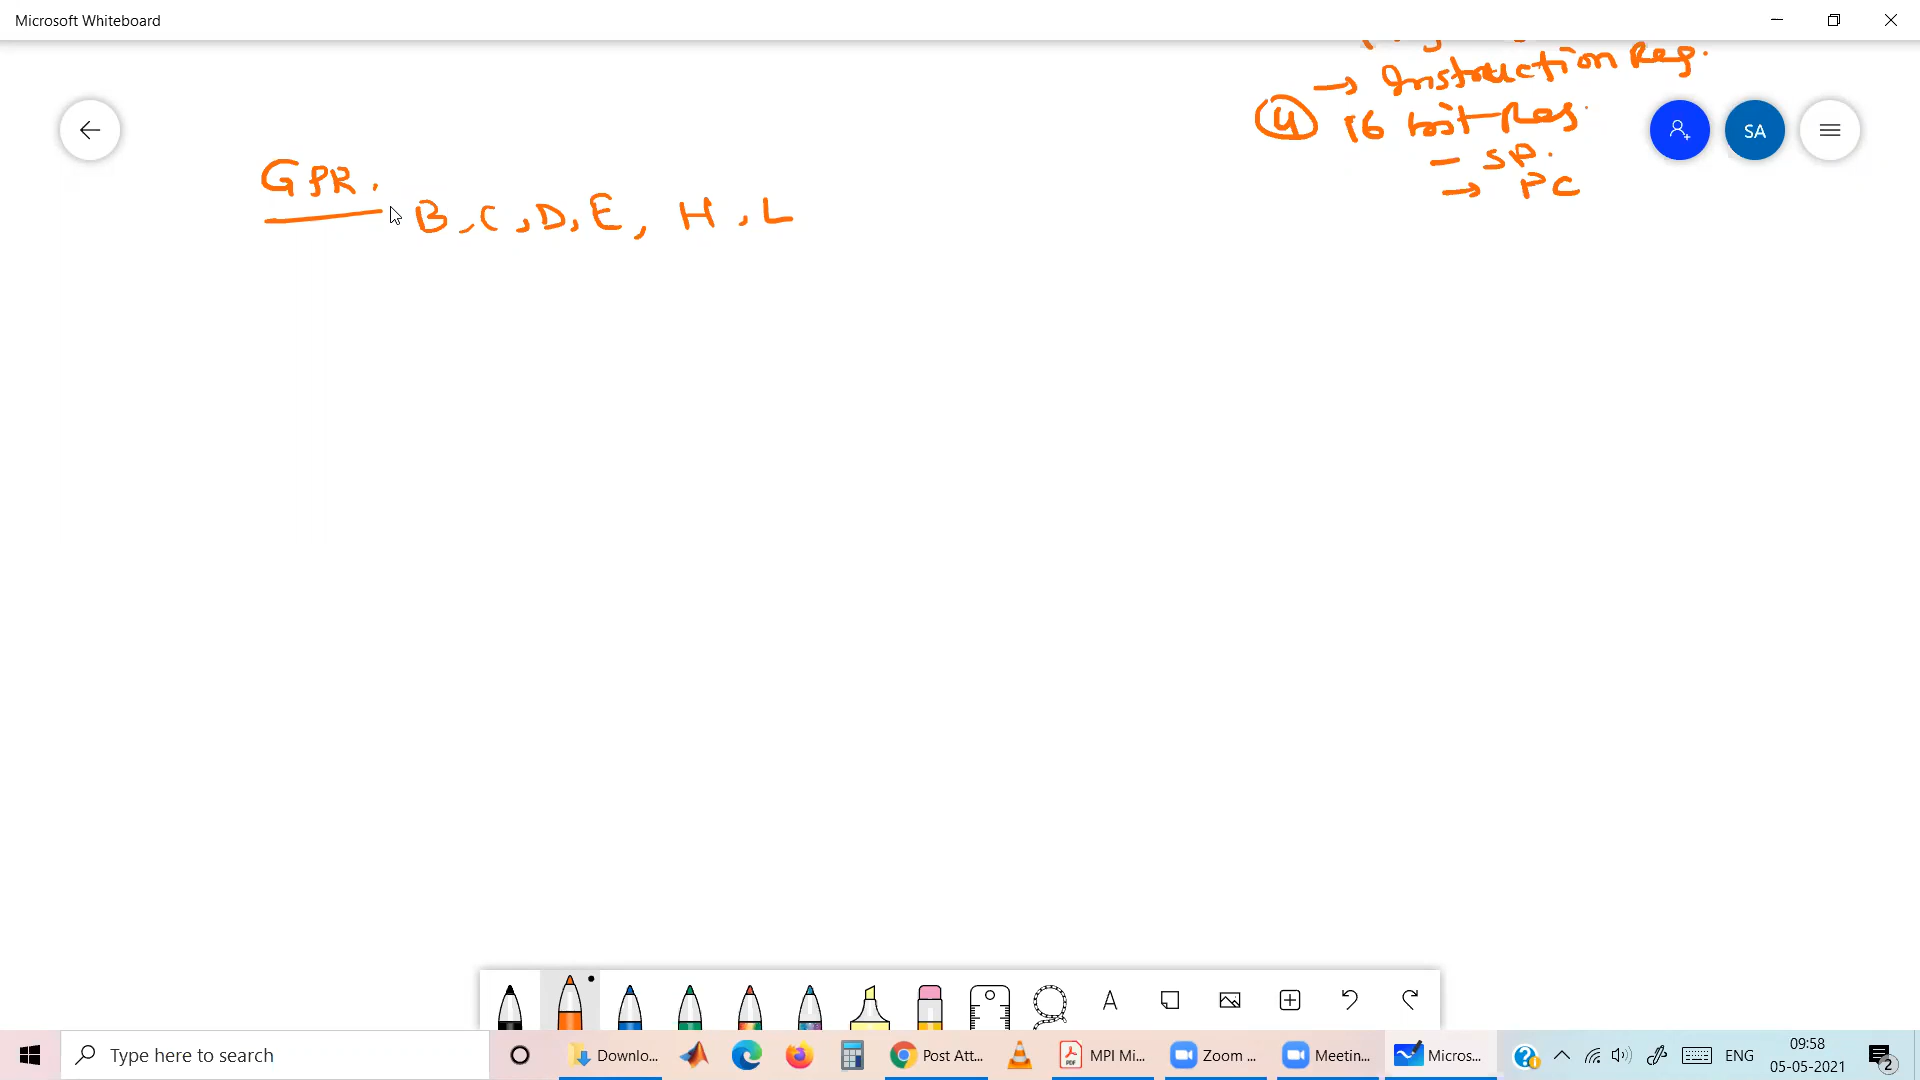 Microsoft Whiteboard
→ Instruction Reg.
④ 16 bit Reg.
– SP.
→ PC
SA
GPR.
B, C, D, E, H, L
Type here to search
Downlo...
Post Att...
MPI Mi...
Zoom ...
Meetin...
Micros...
ENG
09:58
05-05-2021
2